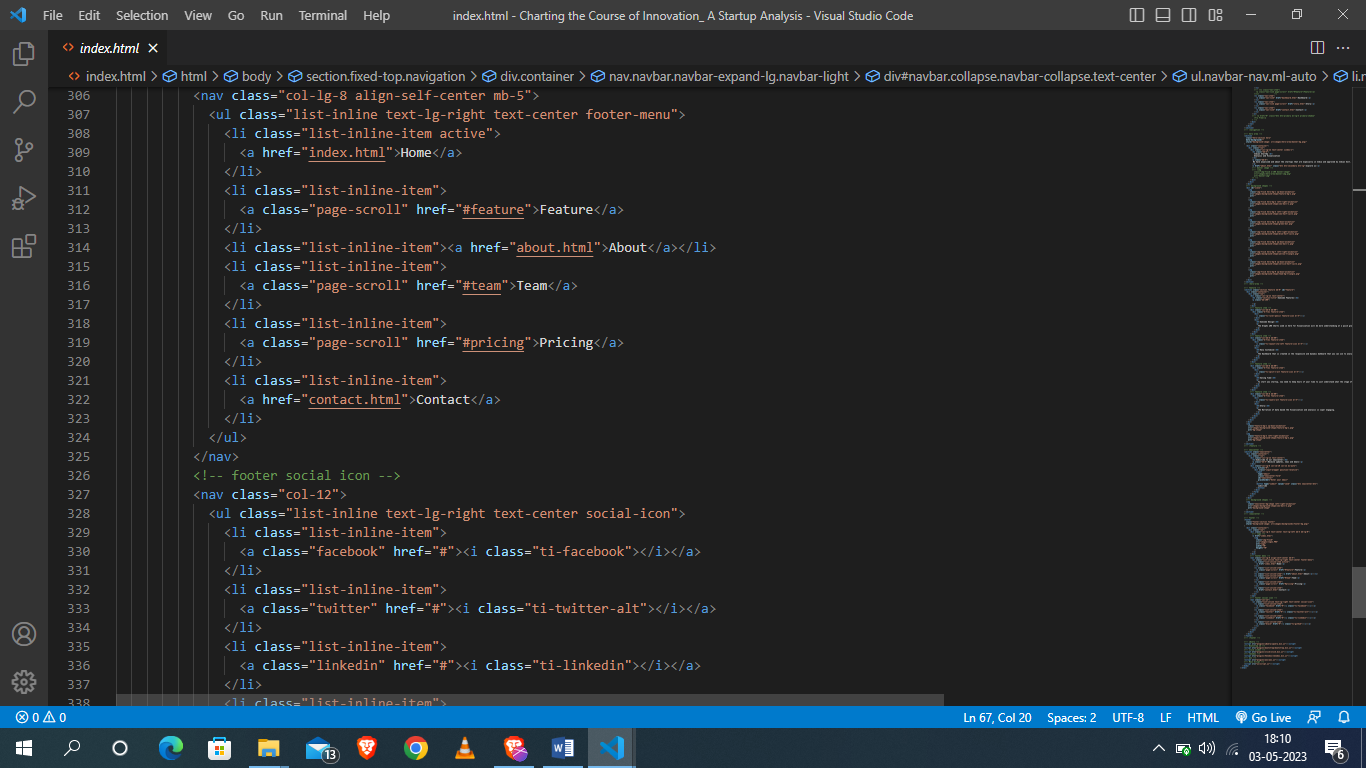 File Edit Selection View Go Run Terminal Help index.html - Charting the Course of Innovation_ A Startup Analysis - Visual Studio Code
<> index.html
<> index.html > html > body > section.fixed-top.navigation > div.container > nav.navbar.navbar-expand-lg.navbar-light > div#navbar.collapse.navbar-collapse.text-center > ul.navbar-nav.ml-auto > li.r
306 <nav class="col-lg-8 align-self-center mb-5">
307 <ul class="list-inline text-lg-right text-center footer-menu">
308 <li class="list-inline-item active">
309 <a href="index.html">Home</a>
310 </li>
311 <li class="list-inline-item">
312 <a class="page-scroll" href="#feature">Feature</a>
313 </li>
314 <li class="list-inline-item"><a href="about.html">About</a></li>
315 <li class="list-inline-item">
316 <a class="page-scroll" href="#team">Team</a>
317 </li>
318 <li class="list-inline-item">
319 <a class="page-scroll" href="#pricing">Pricing</a>
320 </li>
321 <li class="list-inline-item">
322 <a href="contact.html">Contact</a>
323 </li>
324 </ul>
325 </nav>
326 <!-- footer social icon -->
327 <nav class="col-12">
328 <ul class="list-inline text-lg-right text-center social-icon">
329 <li class="list-inline-item">
330 <a class="facebook" href="#"><i class="ti-facebook"></i></a>
331 </li>
332 <li class="list-inline-item">
333 <a class="twitter" href="#"><i class="ti-twitter-alt"></i></a>
334 </li>
335 <li class="list-inline-item">
336 <a class="linkedin" href="#"><i class="ti-linkedin"></i></a>
337 </li>
338 <li class="list-inline-item">
0 0 Ln 67, Col 20 Spaces: 2 UTF-8 LF HTML Go Live
13 18:10
03-05-2023 6